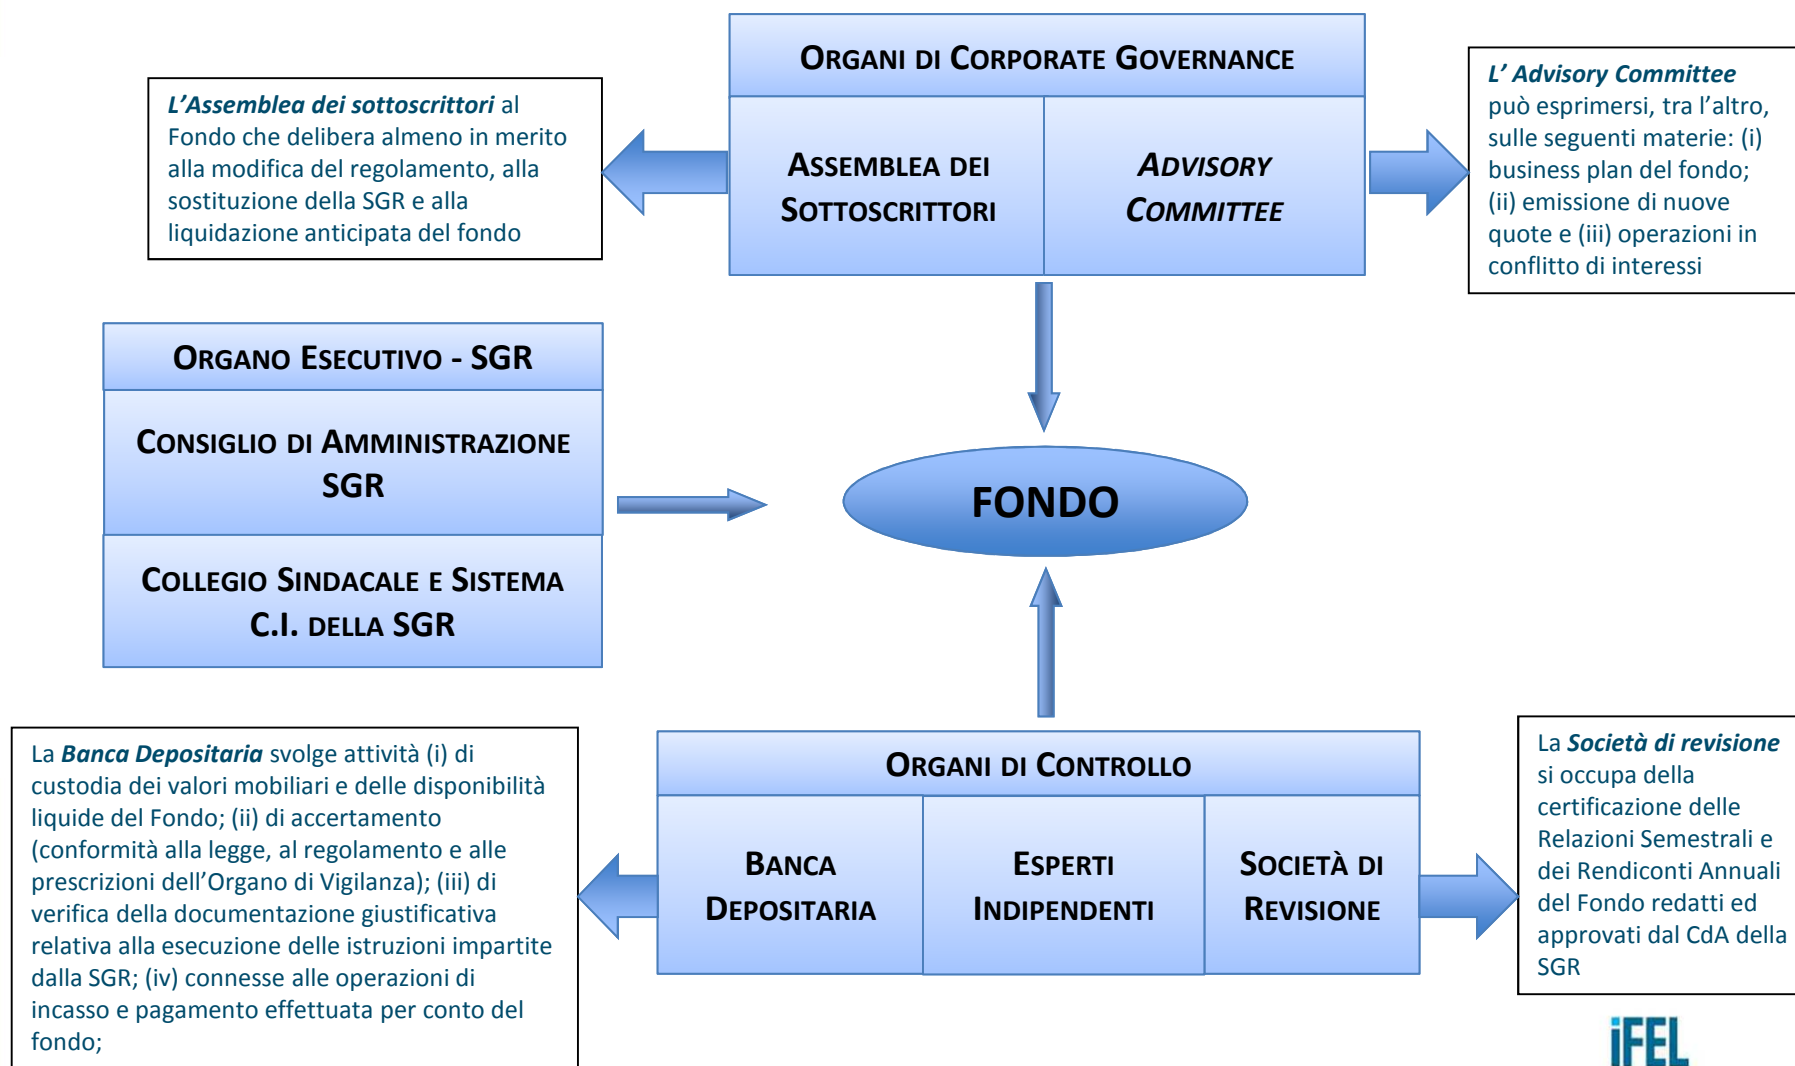 ORGANI DI CORPORATE GOVERNANCE
ASSEMBLEA DEI
SOTTOSCRITTORI
ADVISORY
COMMITTEE
L'Assemblea dei sottoscrittori al
Fondo che delibera almeno in merito
alla modifica del regolamento, alla
sostituzione della SGR e alla
liquidazione anticipata del fondo
L' Advisory Committee
può esprimersi, tra l'altro,
sulle seguenti materie: (i)
business plan del fondo;
(ii) emissione di nuove
quote e (iii) operazioni in
conflitto di interessi
ORGANO ESECUTIVO - SGR
CONSIGLIO DI AMMINISTRAZIONE
SGR
COLLEGIO SINDACALE E SISTEMA
C.I. DELLA SGR
FONDO
La Banca Depositaria svolge attività (i) di
custodia dei valori mobiliari e delle disponibilità
liquide del Fondo; (ii) di accertamento
(conformità alla legge, al regolamento e alle
prescrizioni dell'Organo di Vigilanza); (iii) di
verifica della documentazione giustificativa
relativa alla esecuzione delle istruzioni impartite
dalla SGR; (iv) connesse alle operazioni di
incasso e pagamento effettuata per conto del
fondo;
ORGANI DI CONTROLLO
BANCA
DEPOSITARIA
ESPERTI
INDIPENDENTI
SOCIETÀ DI
REVISIONE
La Società di revisione
si occupa della
certificazione delle
Relazioni Semestrali e
dei Rendiconti Annuali
del Fondo redatti ed
approvati dal CdA della
SGR
iFEL